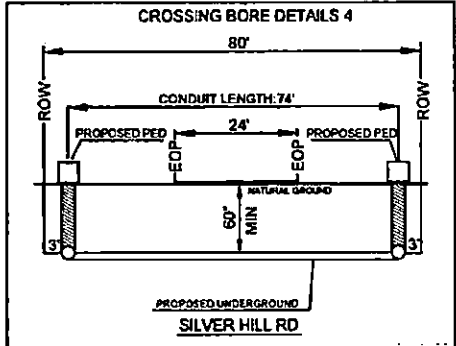 CROSSING BORE DETAILS 4
80'
ROW
ROW
CONDUIT LENGTH:74'
PROPOSED PED
24'
PROPOSED PED
EOP
EOP
NATURAL GROUND
60"
MIN
3'
3'
PROPOSED UNDERGROUND
SILVER HILL RD